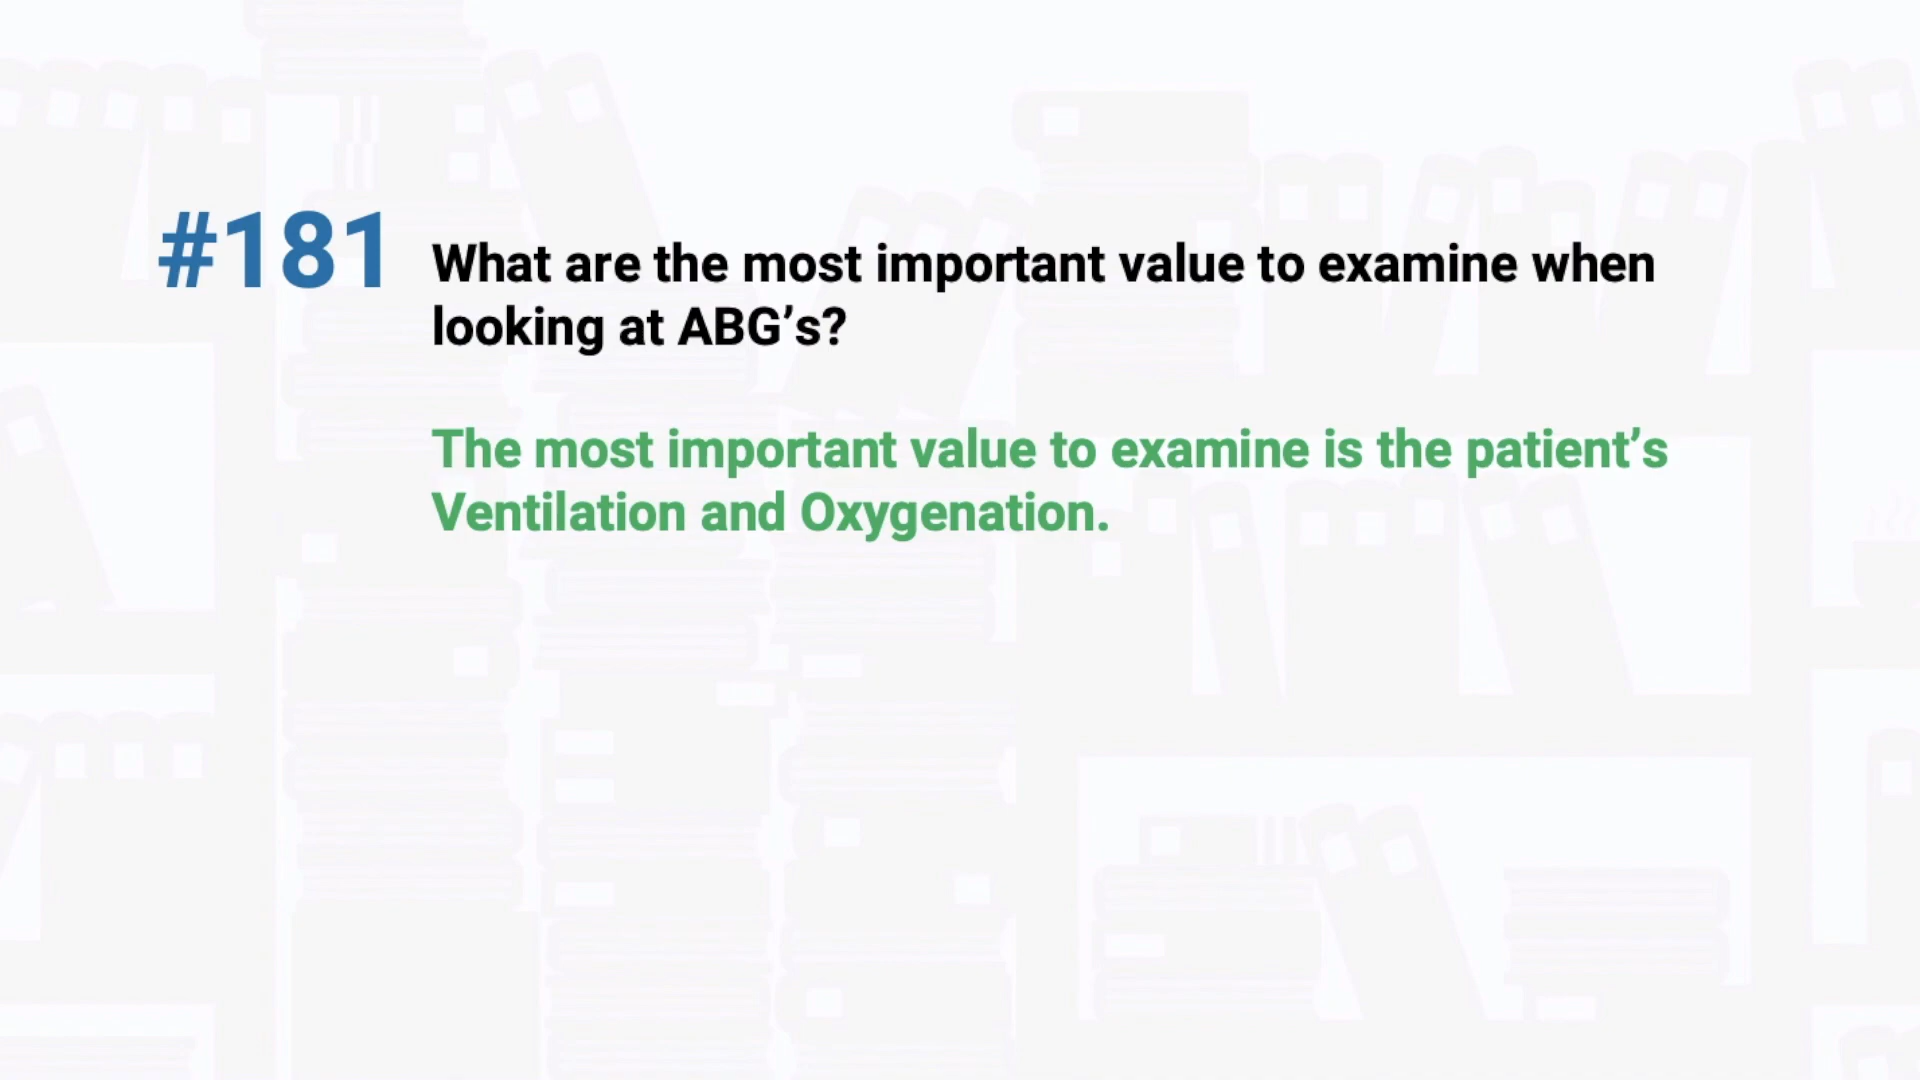 #181
What are the most important value to examine when
looking at ABG’s?
The most important value to examine is the patient’s
Ventilation and Oxygenation.